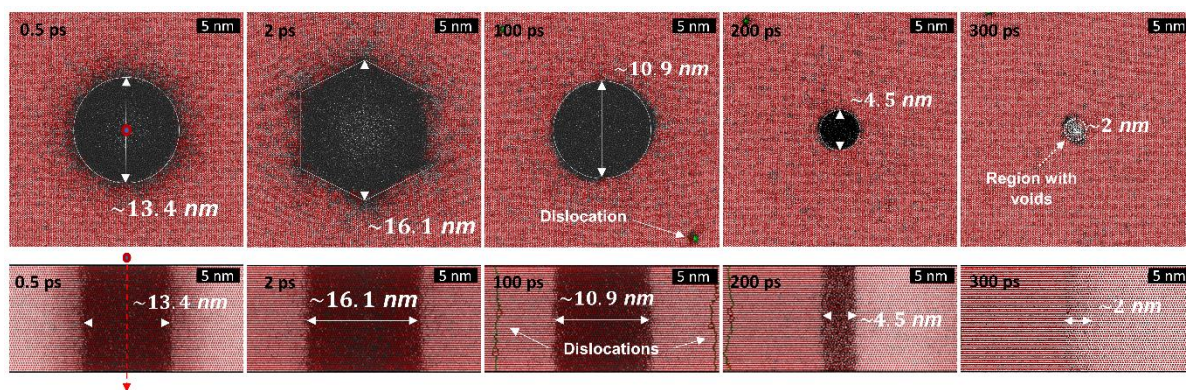 0.5 ps
5 nm
~13.4 nm
2 ps
5 nm
~16.1 nm
100 ps
5 nm
~10.9 nm
Dislocation
200 ps
5 nm
~4.5 nm
300 ps
5 nm
~2 nm
Region with
voids
0.5 ps
5 nm
~13.4 nm
2 ps
5 nm
~16.1 nm
100 ps
5 nm
~10.9 nm
Dislocations
200 ps
5 nm
~4.5 nm
300 ps
5 nm
~2 nm